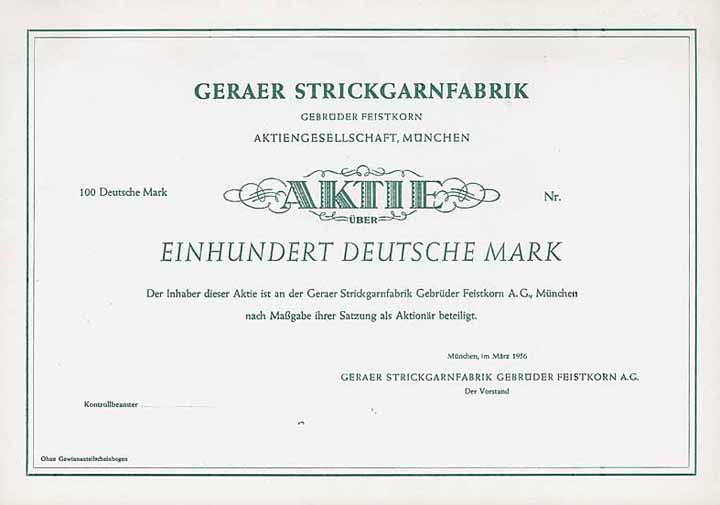 GERAER STRICKGARNFABRIK
GEBRÜDER FEISTKORN
AKTIENGESELLSCHAFT, MÜNCHEN
100 Deutsche Mark
AKTIE
Nr.
ÜBER
EINHUNDERT DEUTSCHE MARK
Der Inhaber dieser Aktie ist an der Geraer Strickgarnfabrik Gebrüder Feistkorn A. G., München
nach Maßgabe ihrer Satzung als Aktionär beteiligt.
München, im März 1956
GERAER STRICKGARNFABRIK GEBRÜDER FEISTKORN A.G.
Der Vorstand
Kontrollbeamter
Ohne Gewinnanteilscheinbogen